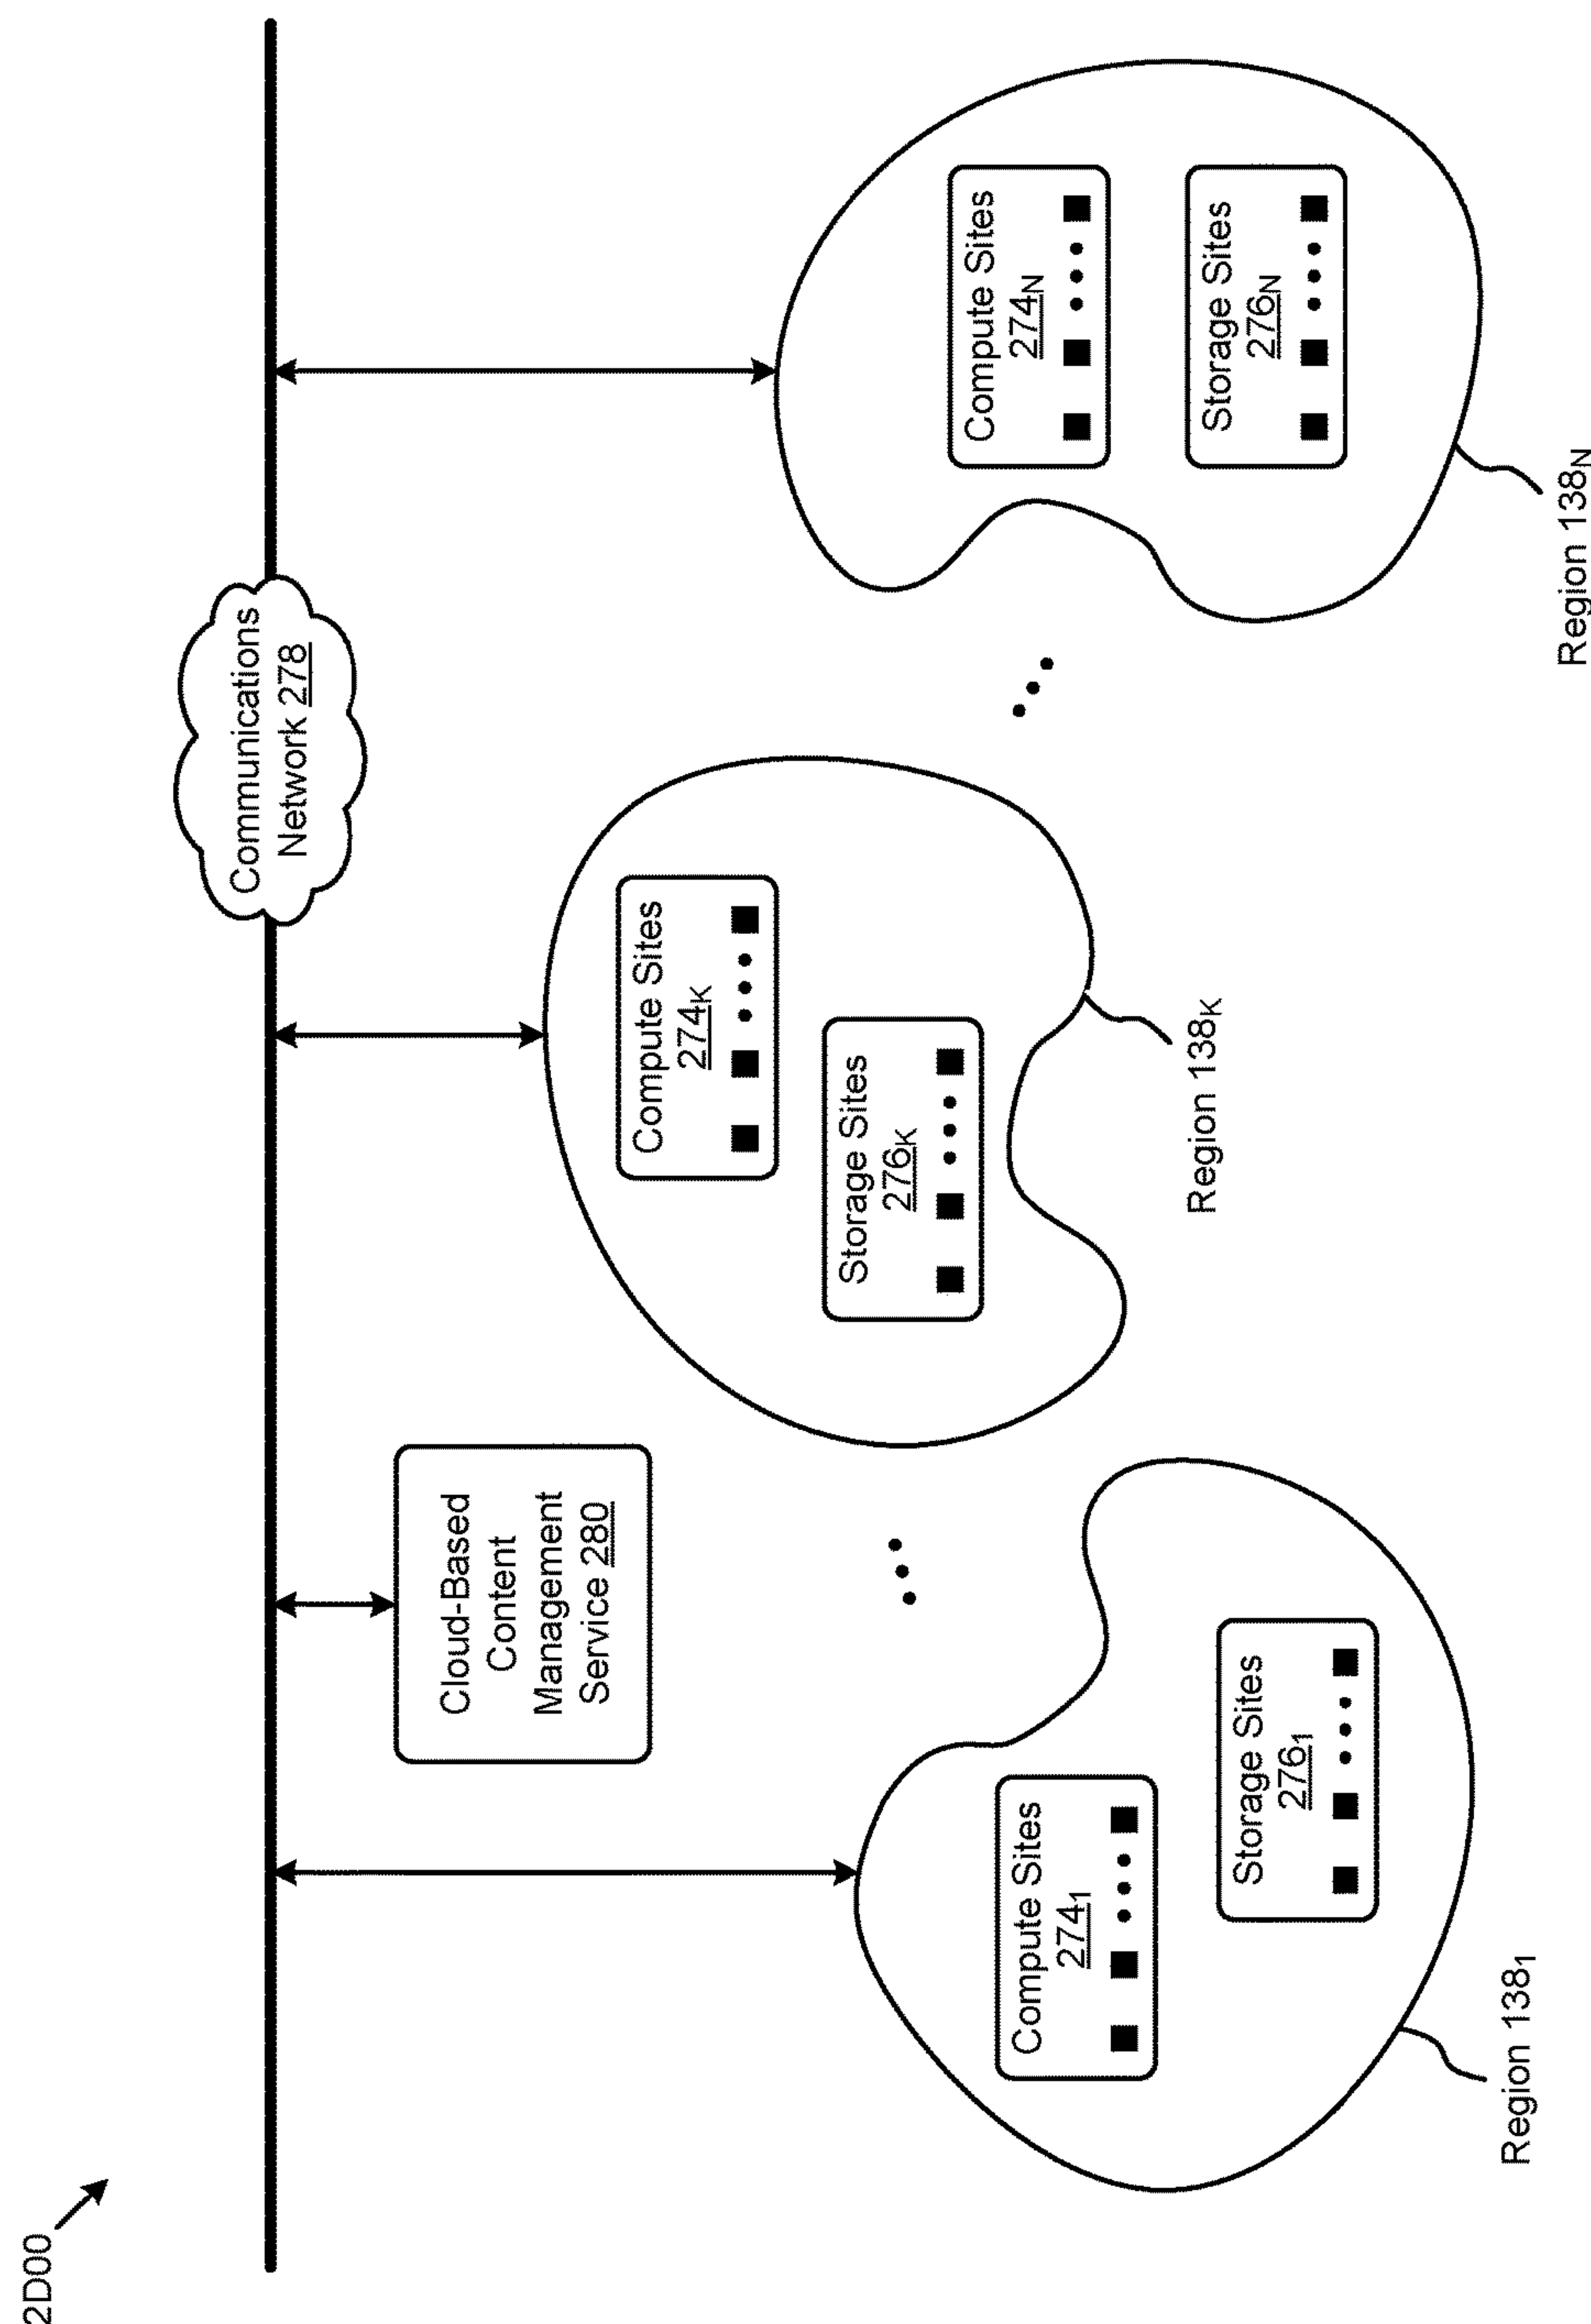 2D00
Communications
Network 278
Cloud-Based
Content
Management
Service 280
Compute Sites
274₁
Storage Sites
276₁
Region 138₁
Compute Sites
274K
Storage Sites
276K
Region 138K
Compute Sites
274N
Storage Sites
276N
Region 138N